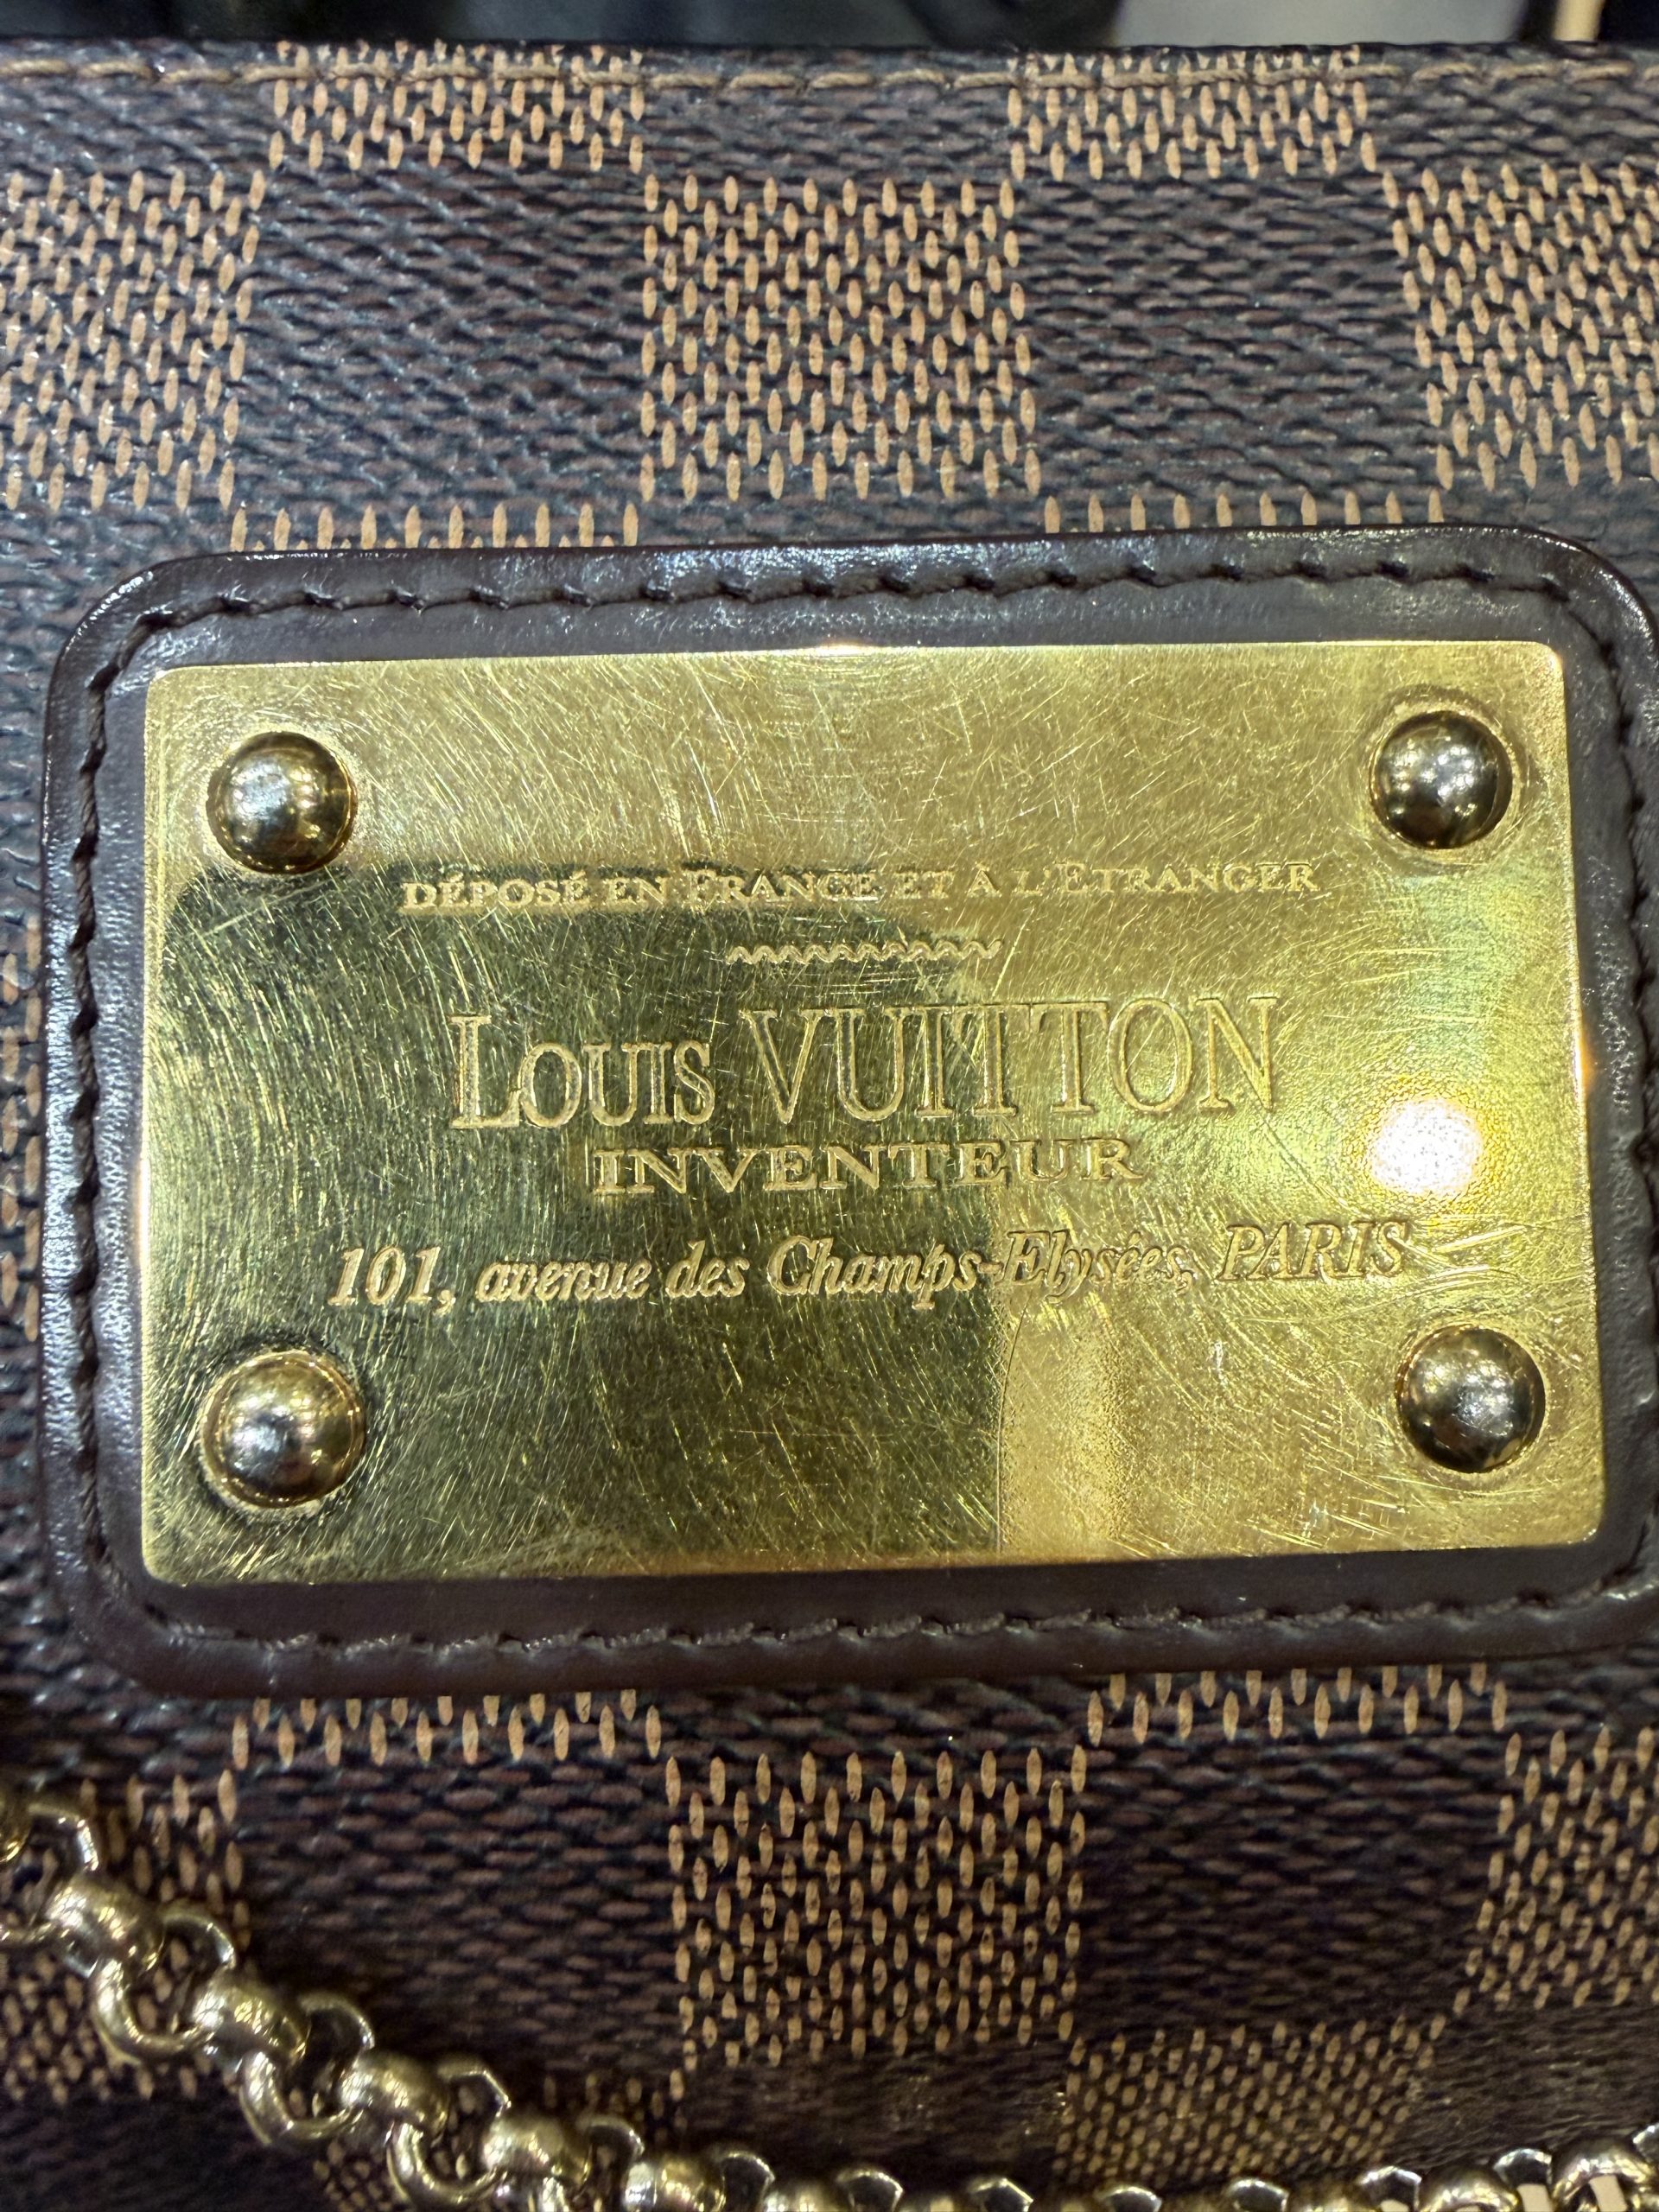 DÉPOSÉ EN FRANCE ET À L'ETRANGER
LOUIS VUITTON
INVENTEUR
101, avenue des Champs-Elysées, PARIS